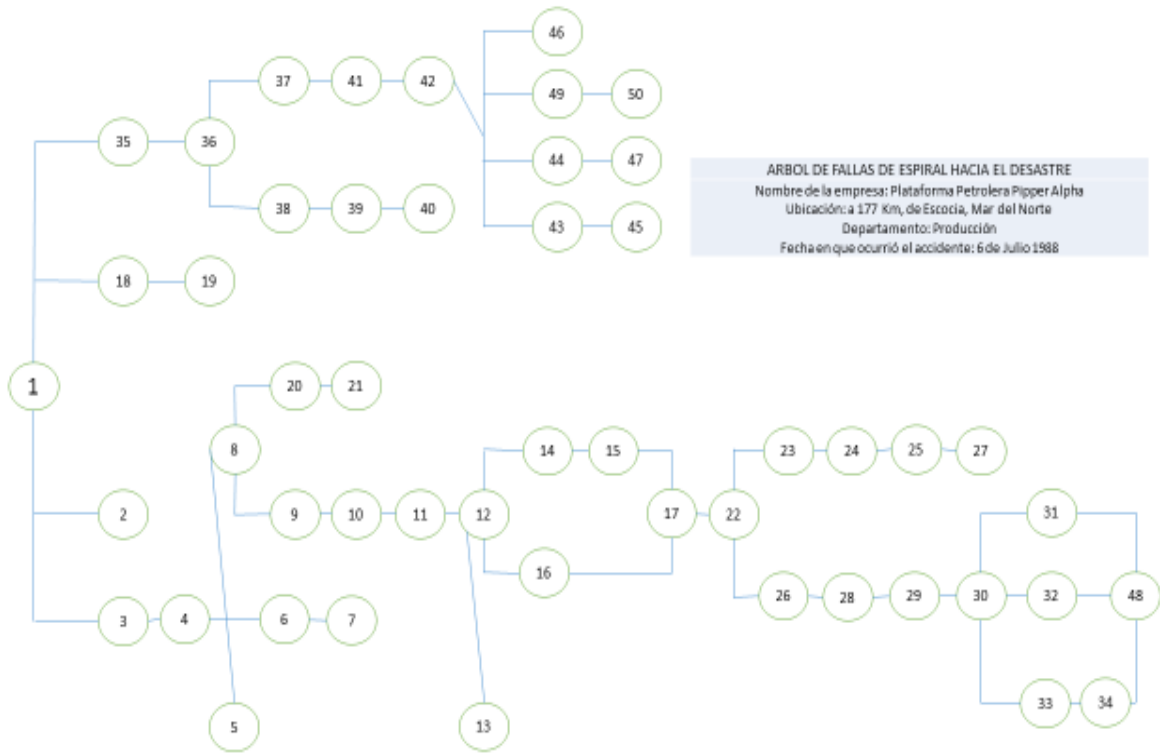 46
37 41 42
49 50
35 36
44 47
ARBOL DE FALLAS DE ESPIRAL HACIA EL DESASTRE
Nombre de la empresa: Plataforma Petrolera Pipper Alpha
Ubicación: a 177 Km, de Escocia, Mar del Norte
Departamento: Producción
Fecha en que ocurrió el accidente: 6 de Julio 1988
38 39 40
43 45
18 19
1
20 21
8
14 15
23 24 25 27
2
9 10 11 12
17 22
31
16
26 28 29 30 32 48
3 4 6 7
33 34
5
13